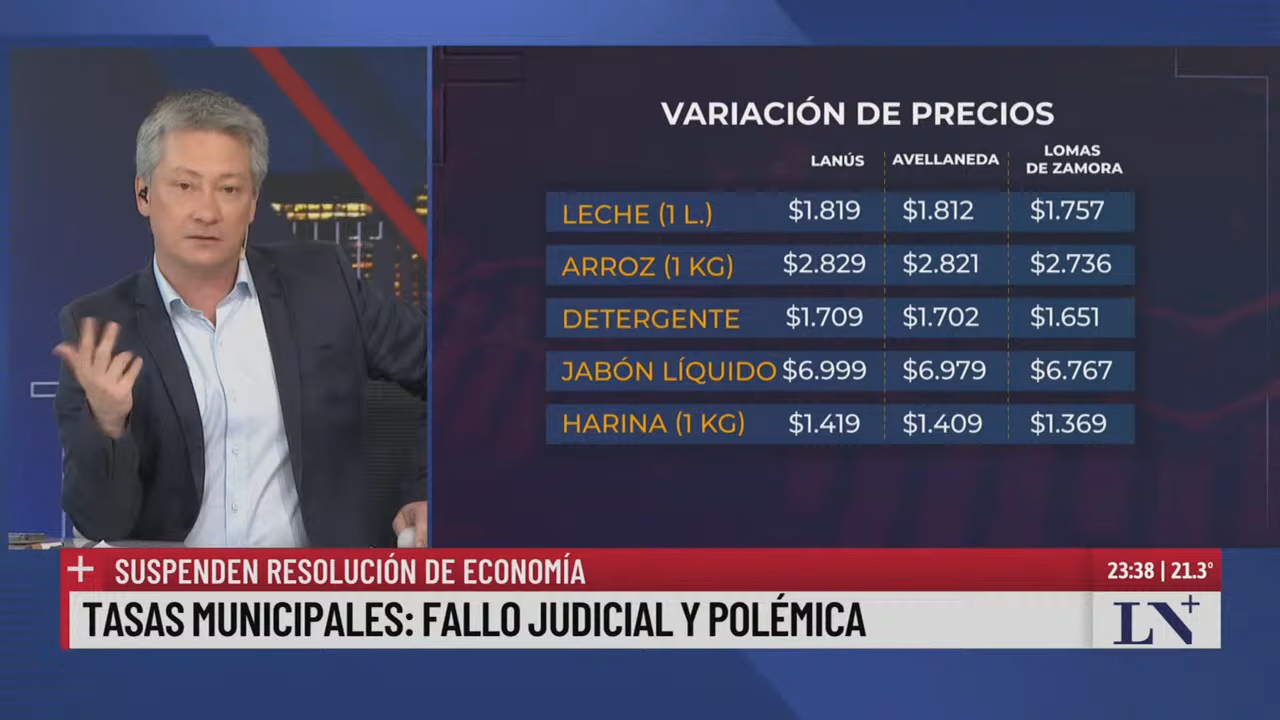 VARIACIÓN DE PRECIOS
LANÚS AVELLANEDA LOMAS DE ZAMORA
LECHE (1 L.) $1.819 $1.812 $1.757
ARROZ (1 KG) $2.829 $2.821 $2.736
DETERGENTE $1.709 $1.702 $1.651
JABÓN LÍQUIDO $6.999 $6.979 $6.767
HARINA (1 KG) $1.419 $1.409 $1.369
+ SUSPENDEN RESOLUCIÓN DE ECONOMÍA
23:38 | 21.3°
TASAS MUNICIPALES: FALLO JUDICIAL Y POLÉMICA
LN+